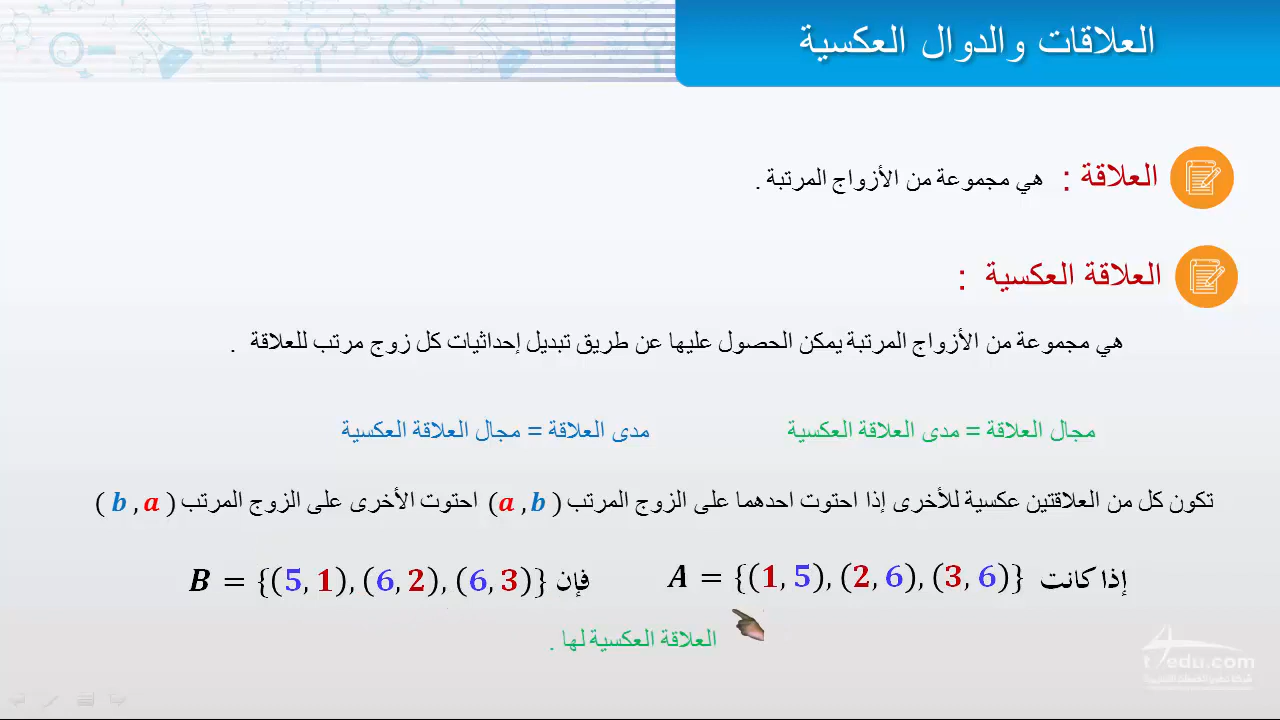 العلاقات والدوال العكسية
العلاقة : هي مجموعة من الأزواج المرتبة .
العلاقة العكسية :
هي مجموعة من الأزواج المرتبة يمكن الحصول عليها عن طريق تبديل إحداثيات كل زوج مرتب للعلاقة .
مجال العلاقة = مدى العلاقة العكسية مدى العلاقة = مجال العلاقة العكسية
تكون كل من العلاقتين عكسية للأخرى إذا احتوت احدهما على الزوج المرتب (a , b) احتوت الأخرى على الزوج المرتب (b , a)
إذا كانت A = {(1, 5), (2, 6), (3, 6)} فإن B = {(5, 1), (6, 2), (6, 3)}
العلاقة العكسية لها .